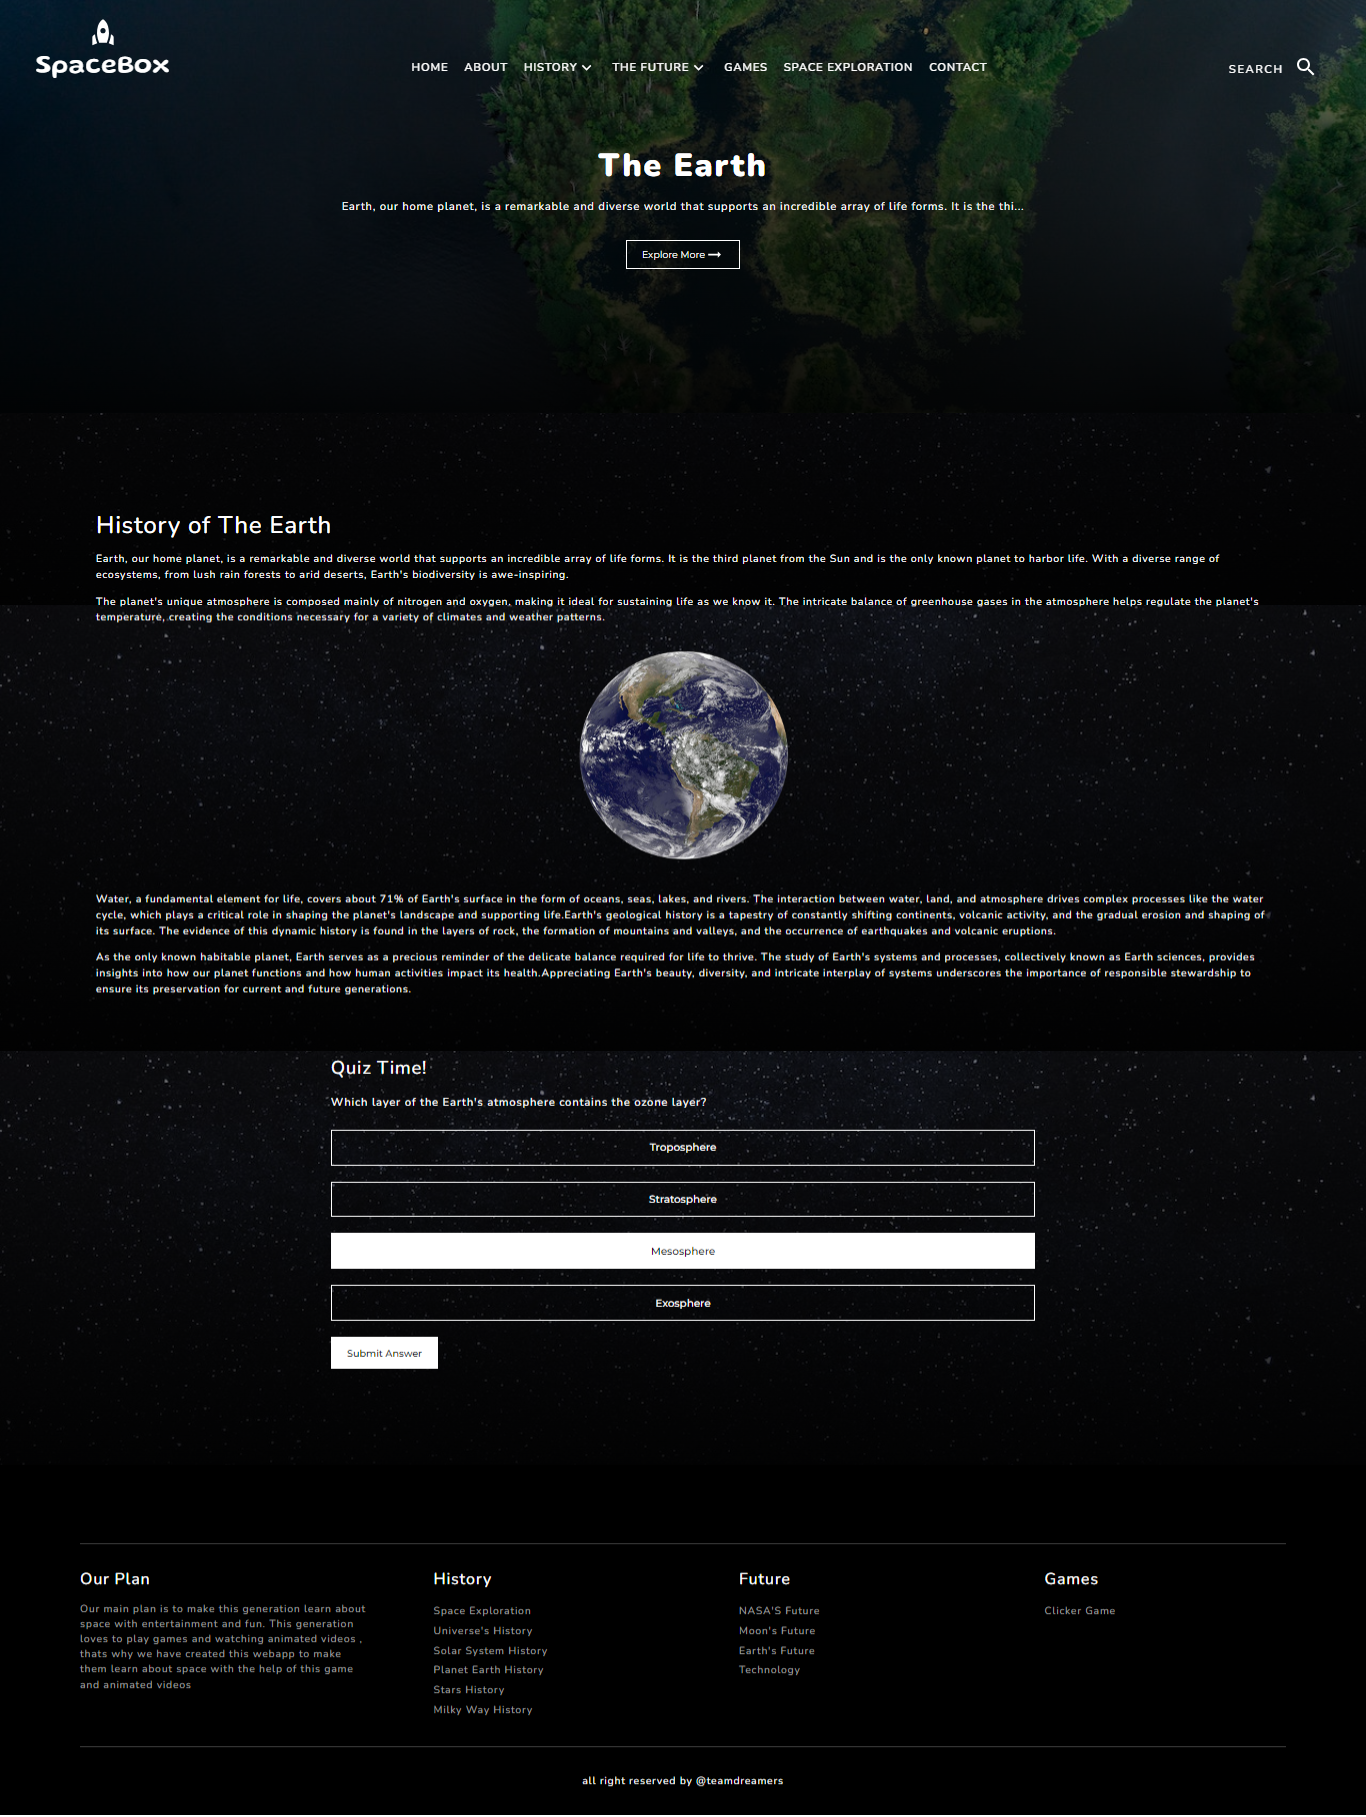 SpaceBox
HOME ABOUT HISTORY THE FUTURE GAMES SPACE EXPLORATION CONTACT
SEARCH
The Earth
Earth, our home planet, is a remarkable and diverse world that supports an incredible array of life forms. It is the thi...
Explore More
History of The Earth
Earth, our home planet, is a remarkable and diverse world that supports an incredible array of life forms. It is the third planet from the Sun and is the only known planet to harbor life. With a diverse range of
ecosystems, from lush rain forests to arid deserts, Earth's biodiversity is awe-inspiring.
The planet's unique atmosphere is composed mainly of nitrogen and oxygen, making it ideal for sustaining life as we know it. The intricate balance of greenhouse gases in the atmosphere helps regulate the planet's
temperature, creating the conditions necessary for a variety of climates and weather patterns.
Water, a fundamental element for life, covers about 71% of Earth's surface in the form of oceans, seas, lakes, and rivers. The interaction between water, land, and atmosphere drives complex processes like the water
cycle, which plays a critical role in shaping the planet's landscape and supporting life.Earth's geological history is a tapestry of constantly shifting continents, volcanic activity, and the gradual erosion and shaping of
its surface. The evidence of this dynamic history is found in the layers of rock, the formation of mountains and valleys, and the occurrence of earthquakes and volcanic eruptions.
As the only known habitable planet, Earth serves as a precious reminder of the delicate balance required for life to thrive. The study of Earth's systems and processes, collectively known as Earth sciences, provides
insights into how our planet functions and how human activities impact its health.Appreciating Earth's beauty, diversity, and intricate interplay of systems underscores the importance of responsible stewardship to
ensure its preservation for current and future generations.
Quiz Time!
Which layer of the Earth's atmosphere contains the ozone layer?
Troposphere
Stratosphere
Mesosphere
Exosphere
Submit Answer
Our Plan
Our main plan is to make this generation learn about
space with entertainment and fun. This generation
loves to play games and watching animated videos ,
thats why we have created this webapp to make
them learn about space with the help of this game
and animated videos
History
Space Exploration
Universe's History
Solar System History
Planet Earth History
Stars History
Milky Way History
Future
NASA'S Future
Moon's Future
Earth's Future
Technology
Games
Clicker Game
all right reserved by @teamdreamers